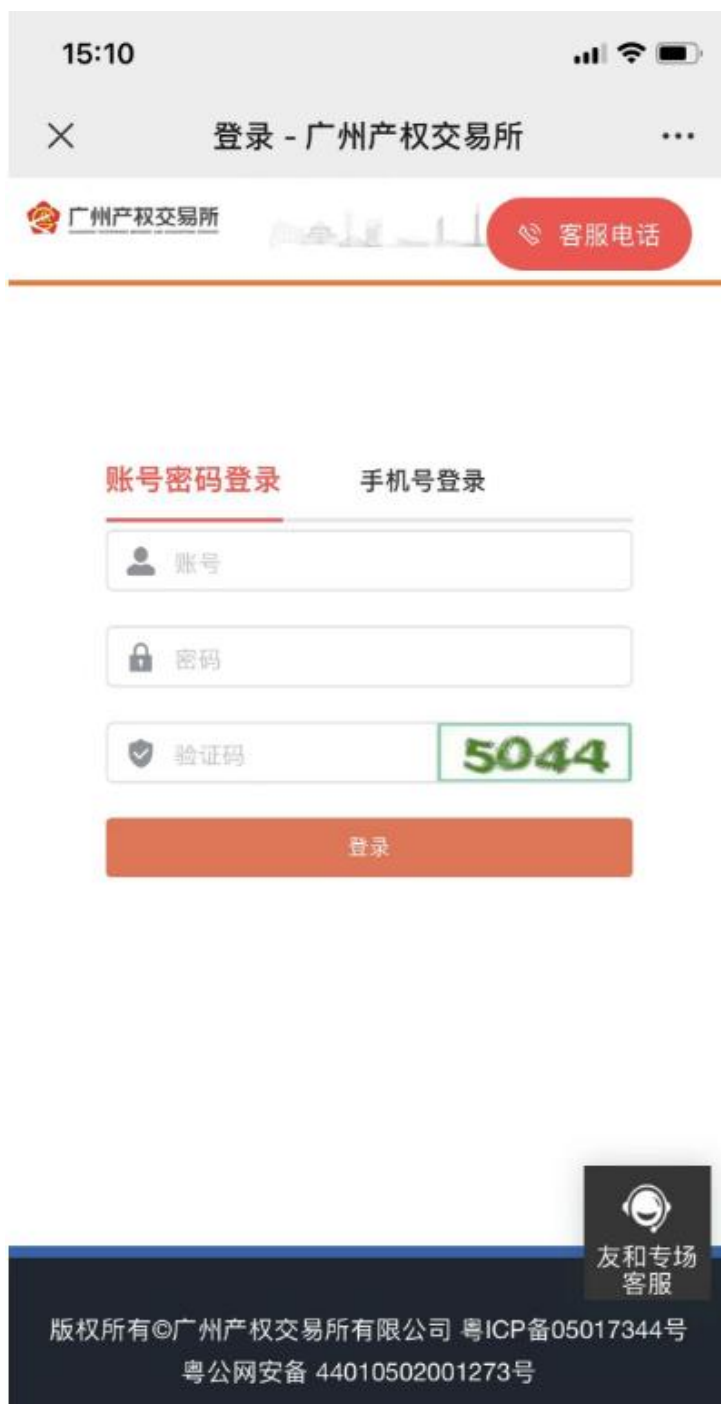 15:10
登录 - 广州产权交易所
广州产权交易所
客服电话
账号密码登录 手机号登录
账号
密码
验证码 5044
登录
友和专场
客服
版权所有©广州产权交易所有限公司 粤ICP备05017344号
粤公网安备 44010502001273号